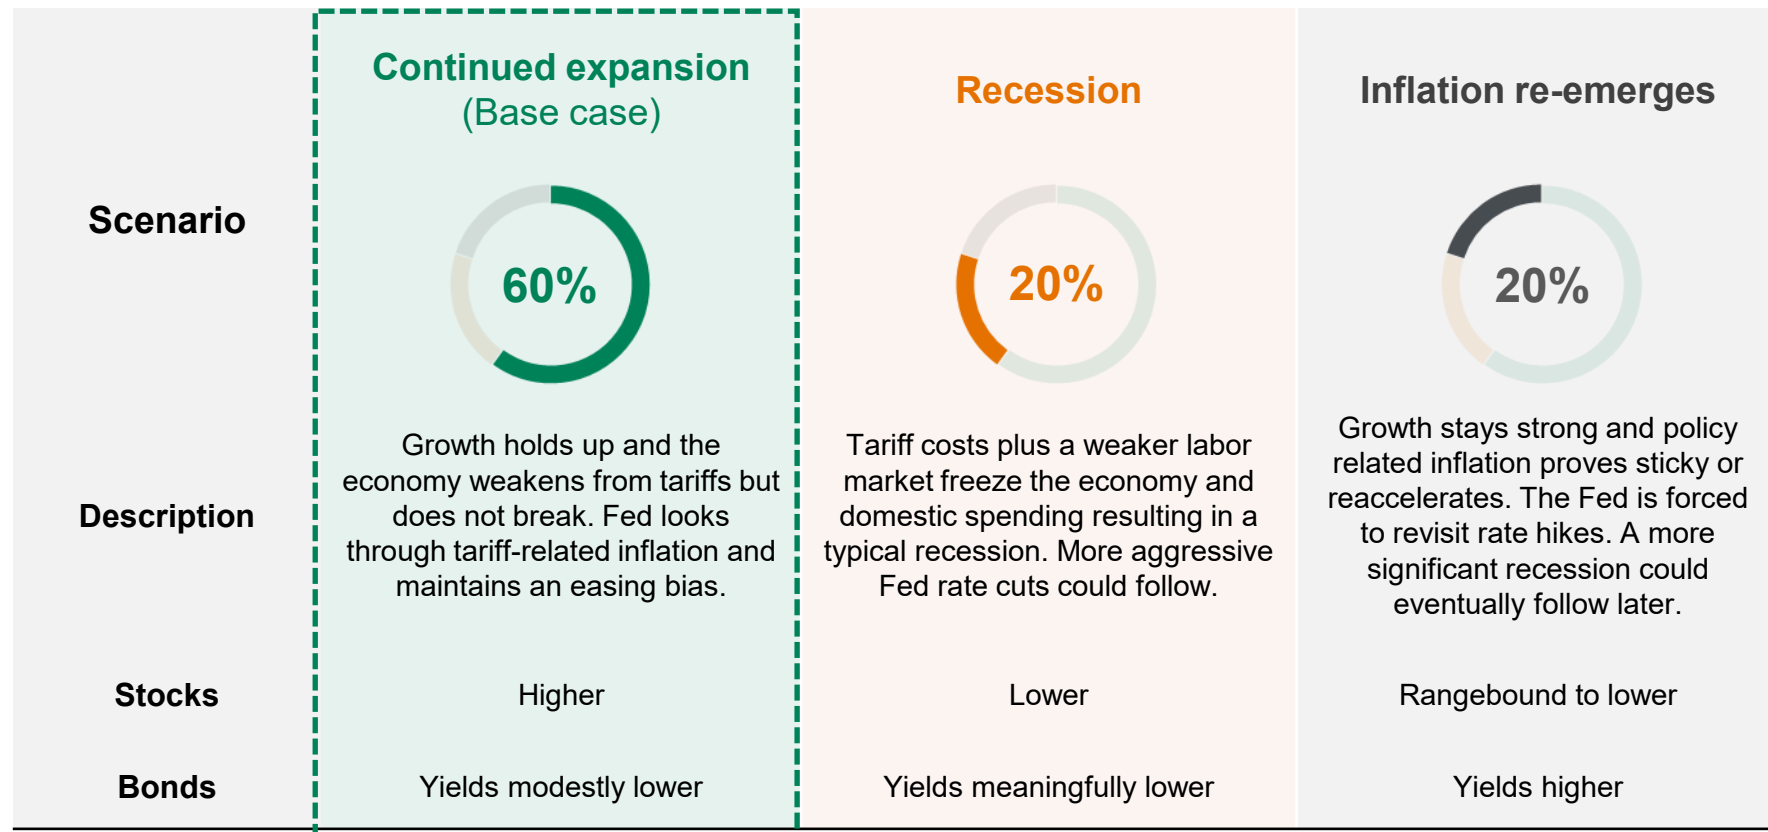 Scenario
Continued expansion
(Base case)
60%
Recession
20%
Inflation re-emerges
20%
Description
Growth holds up and the
economy weakens from tariffs but
does not break. Fed looks
through tariff-related inflation and
maintains an easing bias.
Tariff costs plus a weaker labor
market freeze the economy and
domestic spending resulting in a
typical recession. More aggressive
Fed rate cuts could follow.
Growth stays strong and policy
related inflation proves sticky or
reaccelerates. The Fed is forced
to revisit rate hikes. A more
significant recession could
eventually follow later.
Stocks
Higher
Lower
Rangebound to lower
Bonds
Yields modestly lower
Yields meaningfully lower
Yields higher